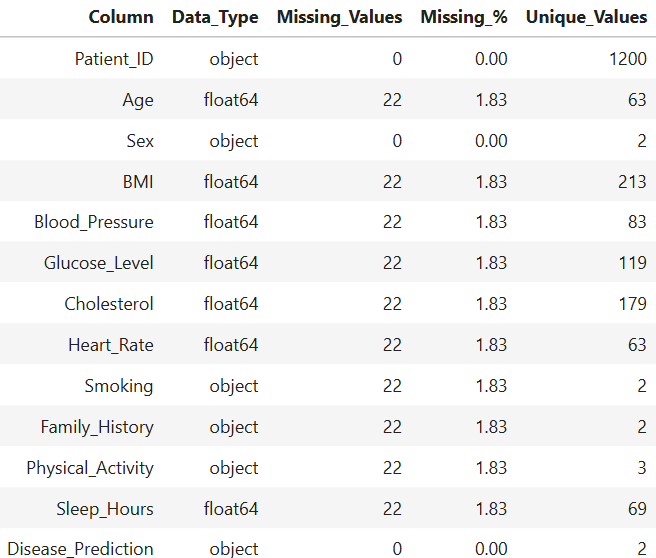 Column Data_Type Missing_Values Missing_% Unique_Values
Patient_ID object 0 0.00 1200
Age float64 22 1.83 63
Sex object 0 0.00 2
BMI float64 22 1.83 213
Blood_Pressure float64 22 1.83 83
Glucose_Level float64 22 1.83 119
Cholesterol float64 22 1.83 179
Heart_Rate float64 22 1.83 63
Smoking object 22 1.83 2
Family_History object 22 1.83 2
Physical_Activity object 22 1.83 3
Sleep_Hours float64 22 1.83 69
Disease_Prediction object 0 0.00 2